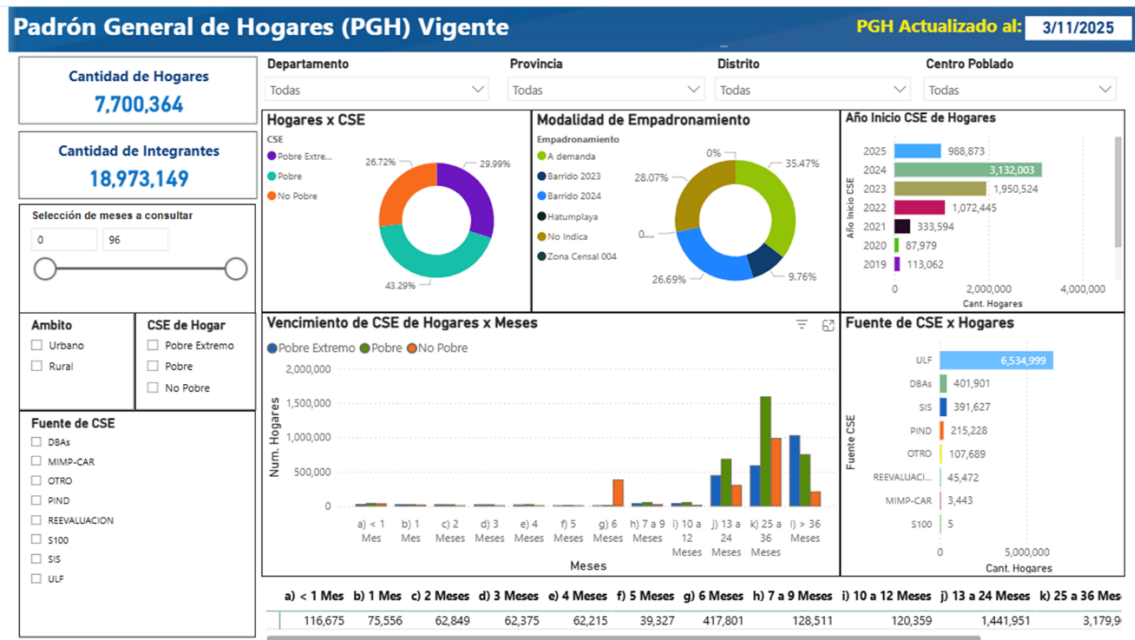 Padrón General de Hogares (PGH) Vigente
PGH Actualizado al: 3/11/2025
Cantidad de Hogares
7,700,364
Cantidad de Integrantes
18,973,149
Selección de meses a consultar
0 96
Ambito
Urbano
Rural
CSE de Hogar
Pobre Extremo
Pobre
No Pobre
Fuente de CSE
DBAs
MIMP-CAR
OTRO
PIND
REEVALUACION
S100
SIS
ULF
Departamento Provincia Distrito Centro Poblado
Todas Todas Todas Todas
Hogares x CSE
CSE
Pobre Extre...
Pobre
No Pobre
26.72%
29.99%
43.29%
Modalidad de Empadronamiento
Empadronamiento
A demanda
Barrido 2023
Barrido 2024
Hatumplaya
No Indica
Zona Censal 004
0%
35.47%
28.07%
0....
26.69%
9.76%
Año Inicio CSE de Hogares
Año Inicio CSE
2025 988,873
2024 3,132,003
2023 1,950,524
2022 1,072,445
2021 333,594
2020 87,979
2019 113,062
0 2,000,000 4,000,000
Cant. Hogares
Vencimiento de CSE de Hogares x Meses
Pobre Extremo Pobre No Pobre
Num. Hogares
2,000,000
1,500,000
1,000,000
500,000
0
a) < 1 b) 1 c) 2 d) 3 e) 4 f) 5 g) 6 h) 7 a 9 i) 10 a j) 13 a k) 25 a l) > 36
Mes Mes Meses Meses Meses Meses Meses Meses 12 24 36 Meses
Meses Meses Meses
Meses
Fuente de CSE x Hogares
Fuente CSE
ULF 6,534,999
DBAs 401,901
SIS 391,627
PIND 215,228
OTRO 107,689
REEVALUACI... 45,472
MIMP-CAR 3,443
S100 5
0 5,000,000
Cant. Hogares
a) < 1 Mes b) 1 Mes c) 2 Meses d) 3 Meses e) 4 Meses f) 5 Meses g) 6 Meses h) 7 a 9 Meses i) 10 a 12 Meses j) 13 a 24 Meses k) 25 a 36 Mes
116,675 75,556 62,849 62,375 62,215 39,327 417,801 128,511 120,359 1,441,951 3,179,9